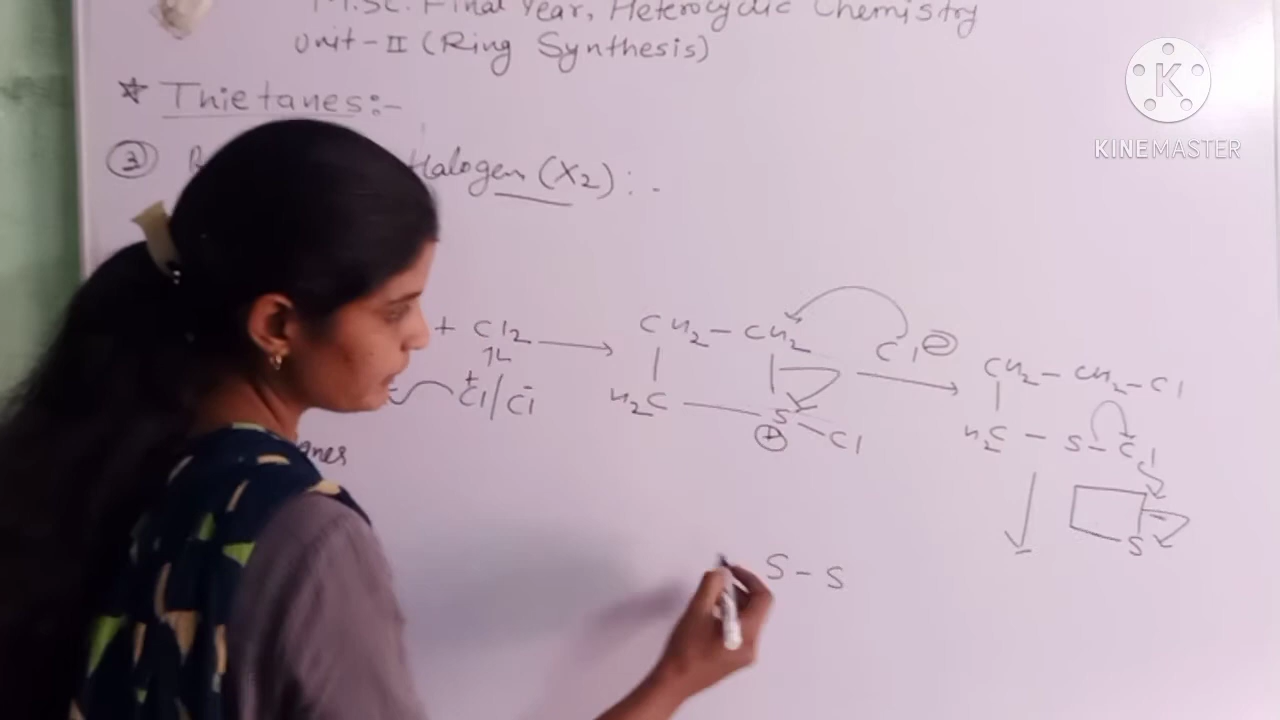 M.Sc. Final Year, Heterocyclic Chemistry
Unit-II (Ring Synthesis)
* Thietanes:-
③ Halogen (X2):-
K
KINEMASTER
+ Cl2 → CH2-CH2 Cl⊖ → CH2-CH2-Cl
+Cl/Cl- H2C S-Cl H2C-S-Cl
⊕
S
S-S